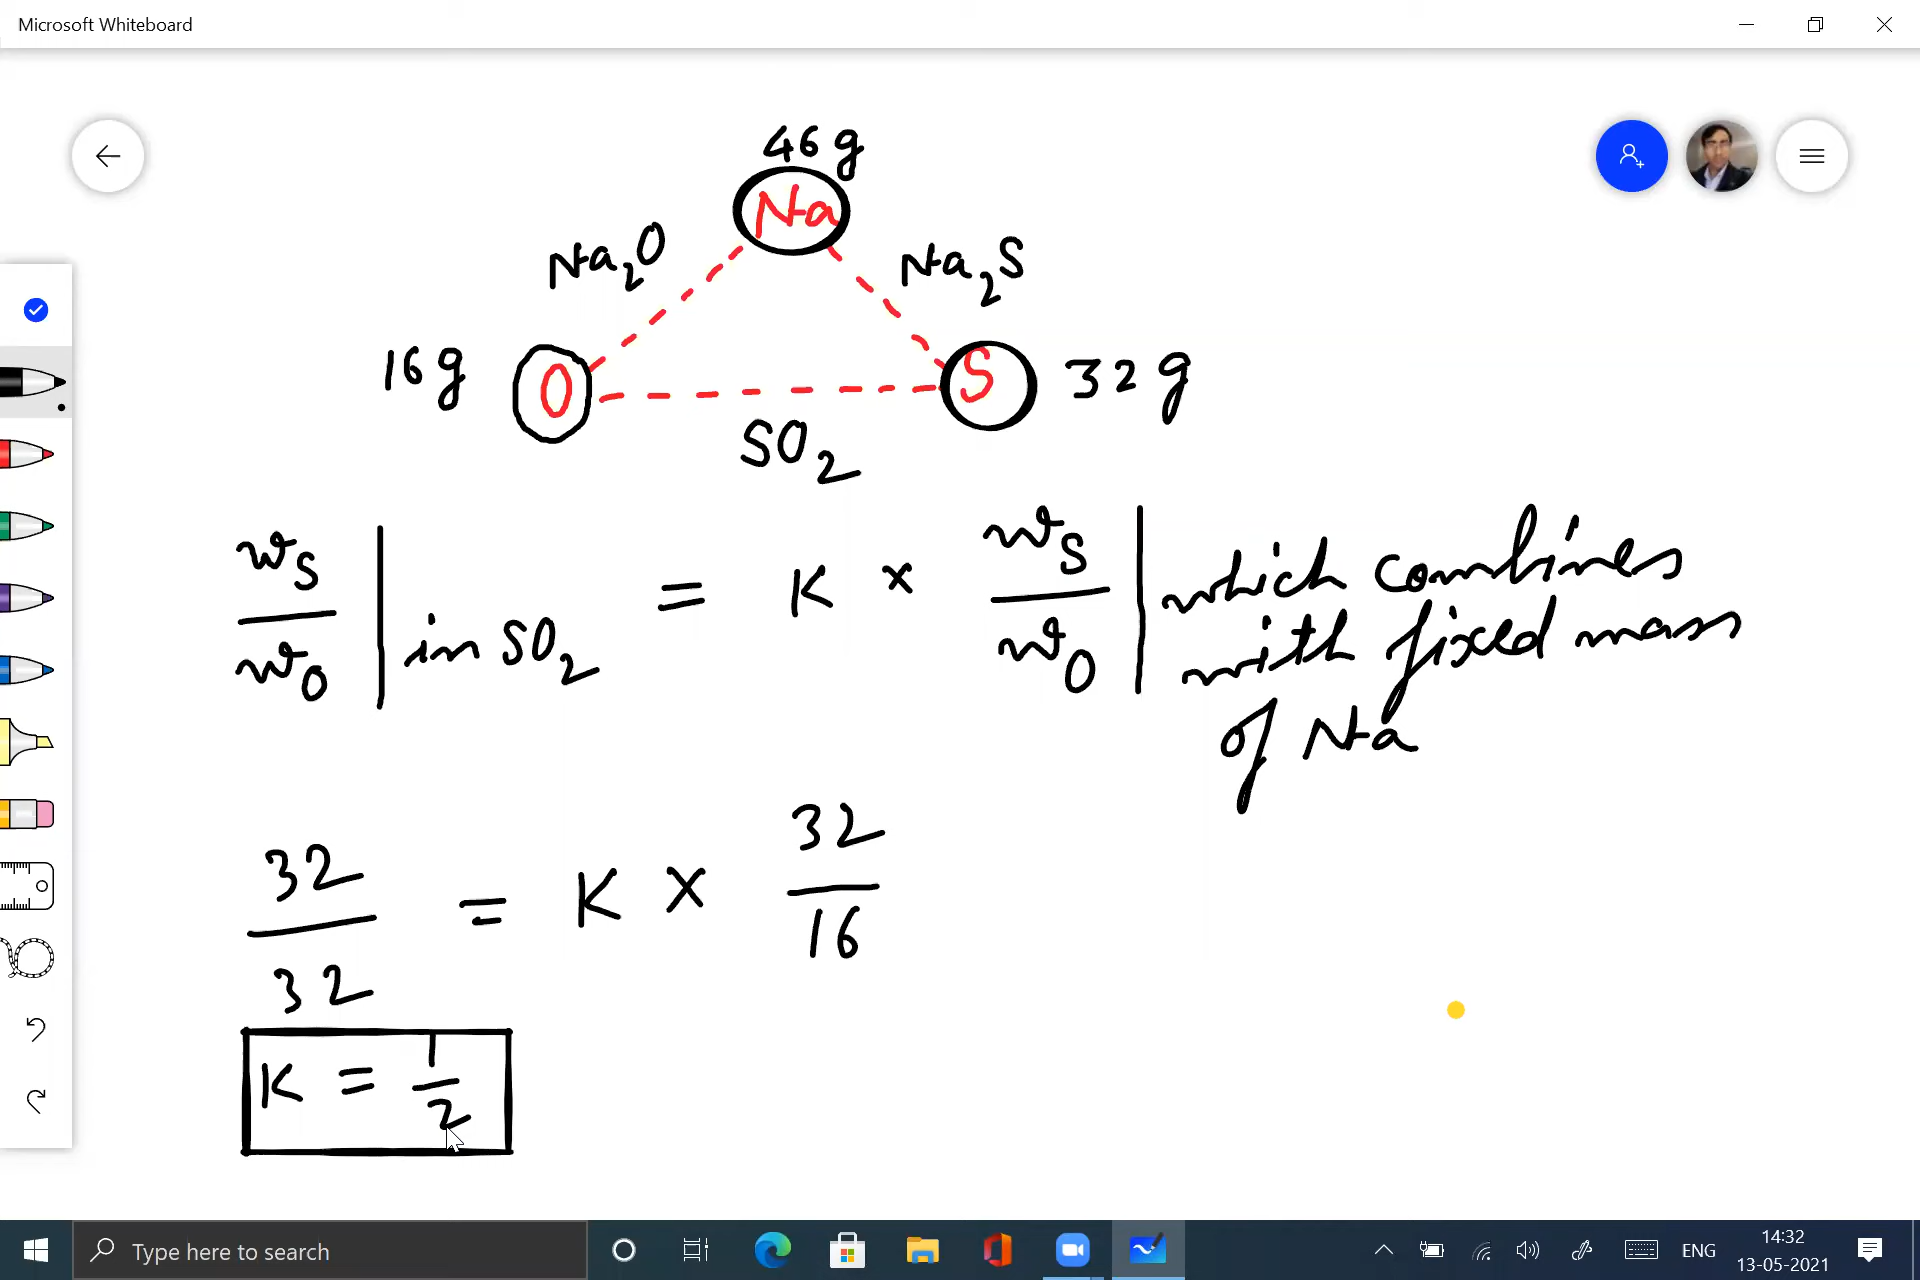 Microsoft Whiteboard
46 g
Na
Na₂O
Na₂S
16 g
O
S
32 g
SO₂
wS/wO | in SO₂ = K × wS/wO | which combines
with fixed mass
of Na
32/32 = K × 32/16
K = 1/2
Type here to search
ENG
14:32
13-05-2021